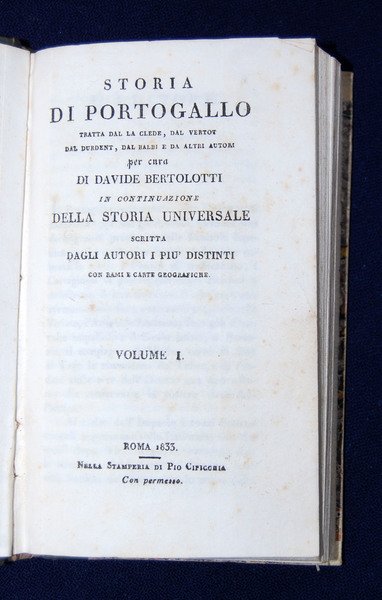 STORIA
DI PORTOGALLO
TRATTA DAL LA CLEDE, DAL VERTOT
DAL DURDENT, DAL BALBI E DA ALTRI AUTORI
per cura
DI DAVIDE BERTOLOTTI
IN CONTINUAZIONE
DELLA STORIA UNIVERSALE
SCRITTA
DAGLI AUTORI I PIU' DISTINTI
CON RAMI E CARTE GEOGRAFICHE.
VOLUME I.
ROMA 1833.
NELLA STAMPERIA DI PIO CIPICCHIA
Con permesso.